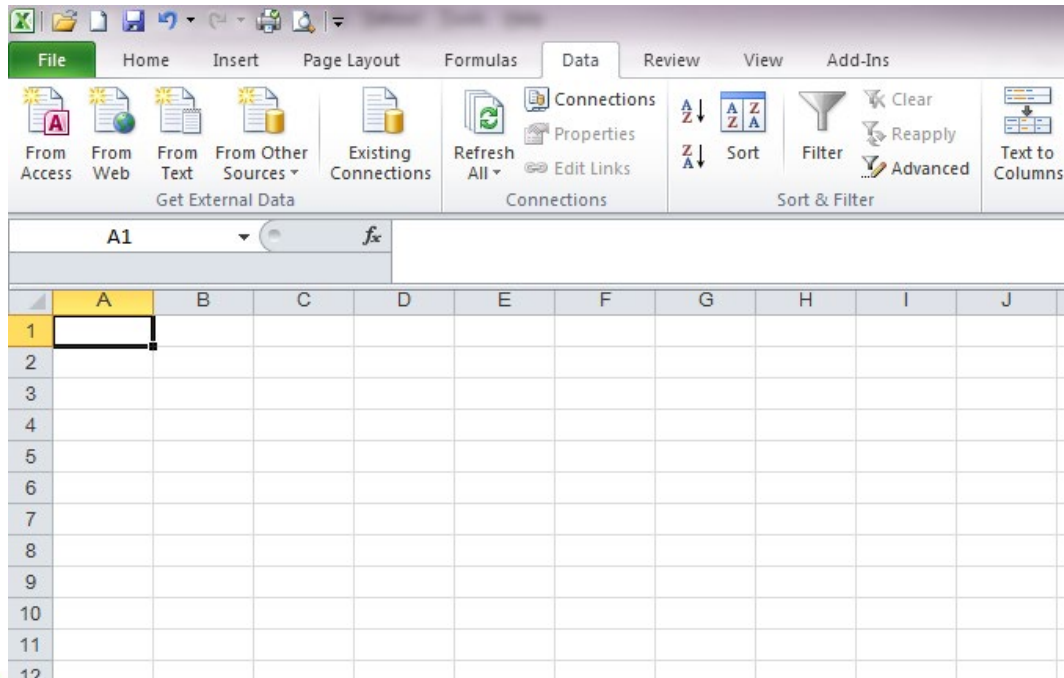 File Home Insert Page Layout Formulas Data Review View Add-Ins
From Access
From Web
From Text
From Other Sources
Existing Connections
Get External Data
Refresh All
Connections
Properties
Edit Links
Connections
A Z
Z A
A Z Z A
Sort
Filter
Clear
Reapply
Advanced
Sort & Filter
Text to Columns
A1 fx
A B C D E F G H I J
1
2
3
4
5
6
7
8
9
10
11
12